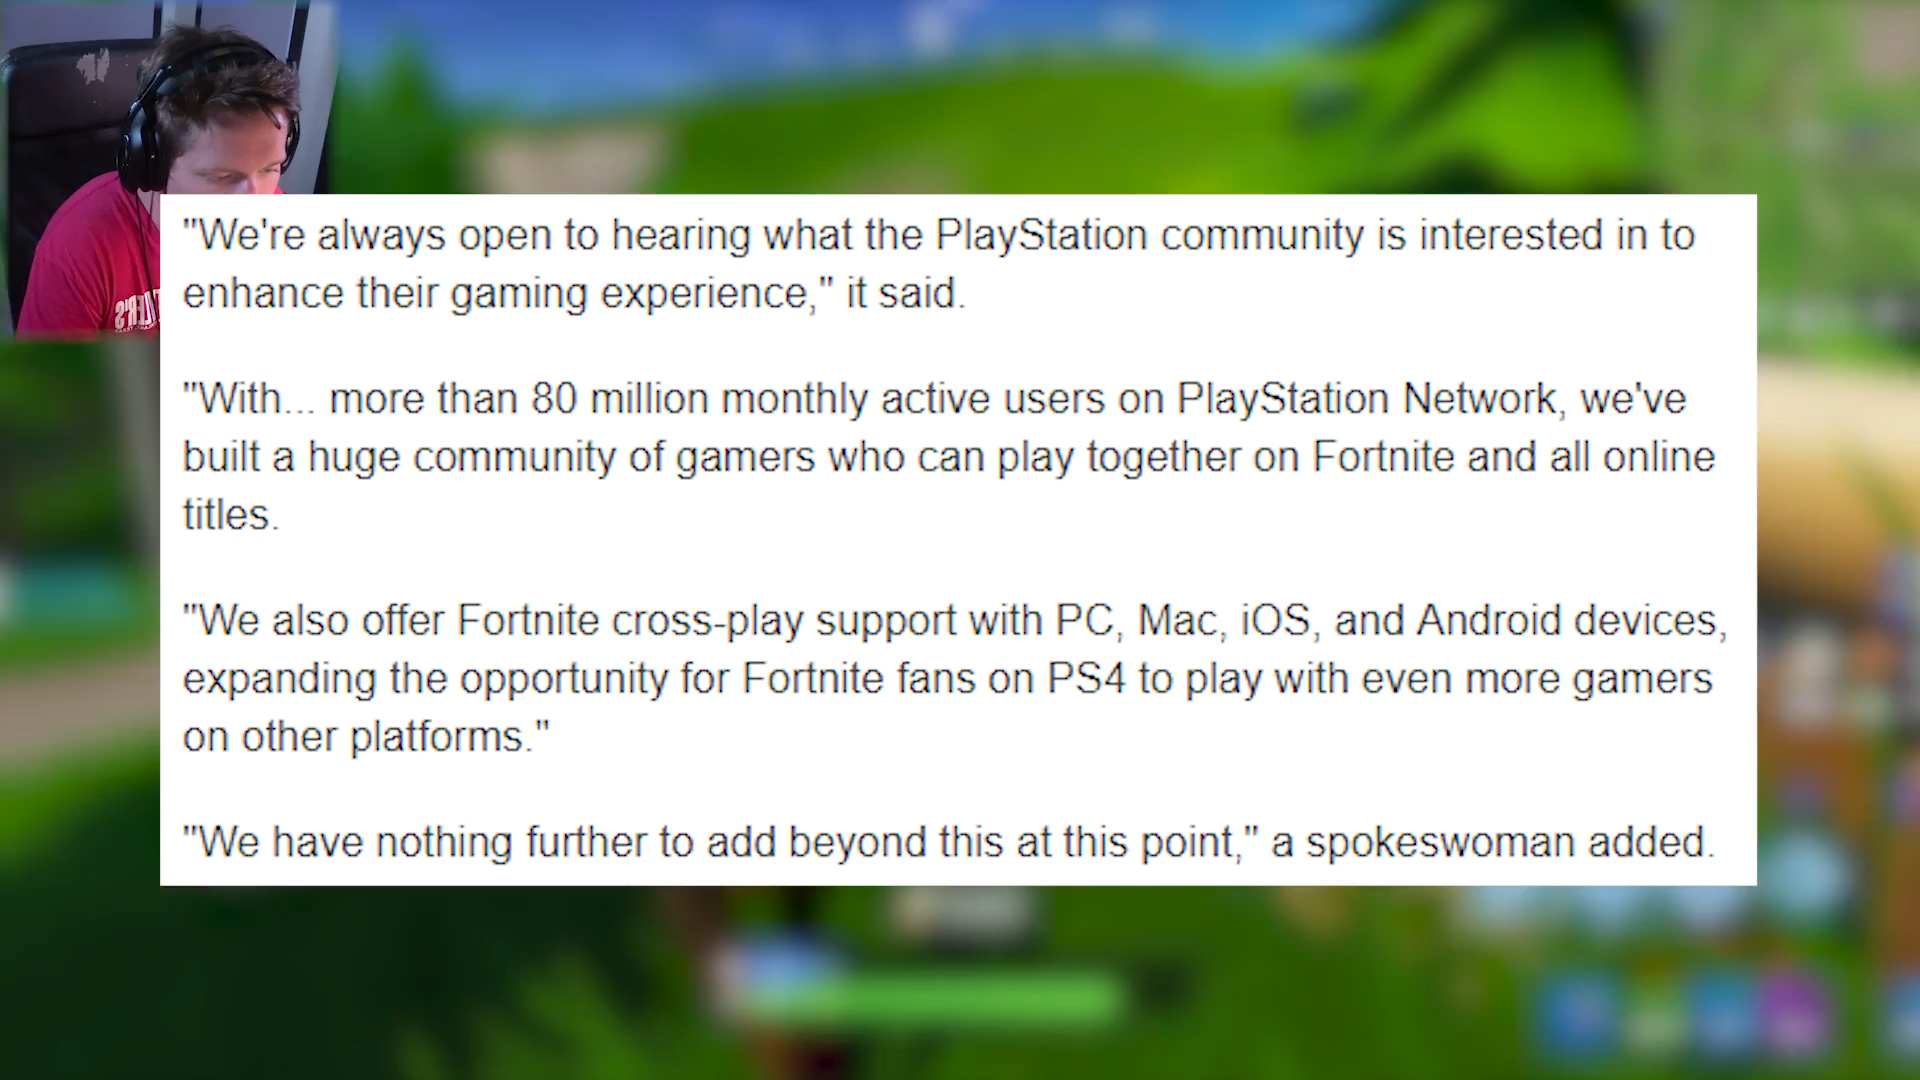 "We're always open to hearing what the PlayStation community is interested in to
enhance their gaming experience," it said.
"With... more than 80 million monthly active users on PlayStation Network, we've
built a huge community of gamers who can play together on Fortnite and all online
titles.
"We also offer Fortnite cross-play support with PC, Mac, iOS, and Android devices,
expanding the opportunity for Fortnite fans on PS4 to play with even more gamers
on other platforms."
"We have nothing further to add beyond this at this point," a spokeswoman added.